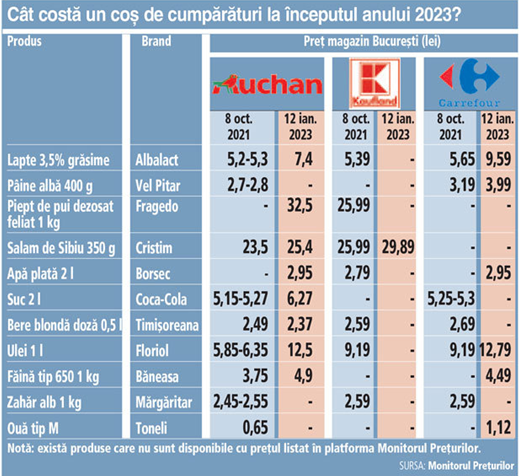 Cât costă un coș de cumpărături la începutul anului 2023?
Produs Brand Preț magazin București (lei)
Auchan Kaufland Carrefour
8 oct. 2021 12 ian. 2023 8 oct. 2021 12 ian. 2023 8 oct. 2021 12 ian. 2023
Lapte 3,5% grăsime Albalact 5,2-5,3 7,4 5,39 - 5,65 9,59
Pâine albă 400 g Vel Pitar 2,7-2,8 - - - 3,19 3,99
Piept de pui dezosat
feliat 1 kg Fragedo - 32,5 25,99 - - -
Salam de Sibiu 350 g Cristim 23,5 25,4 25,99 29,89 - -
Apă plată 2 l Borsec - 2,95 2,79 - - 2,95
Suc 2 l Coca-Cola 5,15-5,27 6,27 - - 5,25-5,3 -
Bere blondă doză 0,5 l Timișoreana 2,49 2,37 2,59 - 2,69 -
Ulei 1 l Floriol 5,85-6,35 12,5 9,19 - 9,19 12,79
Făină tip 650 1 kg Băneasa 3,75 4,9 - - - 4,49
Zahăr alb 1 kg Mărgăritar 2,45-2,55 - 2,59 - 2,59 -
Ouă tip M Toneli 0,65 - - - - 1,12
Notă: există produse care nu sunt disponibile cu prețul listat în platforma Monitorul Prețurilor.
SURSA: Monitorul Prețurilor